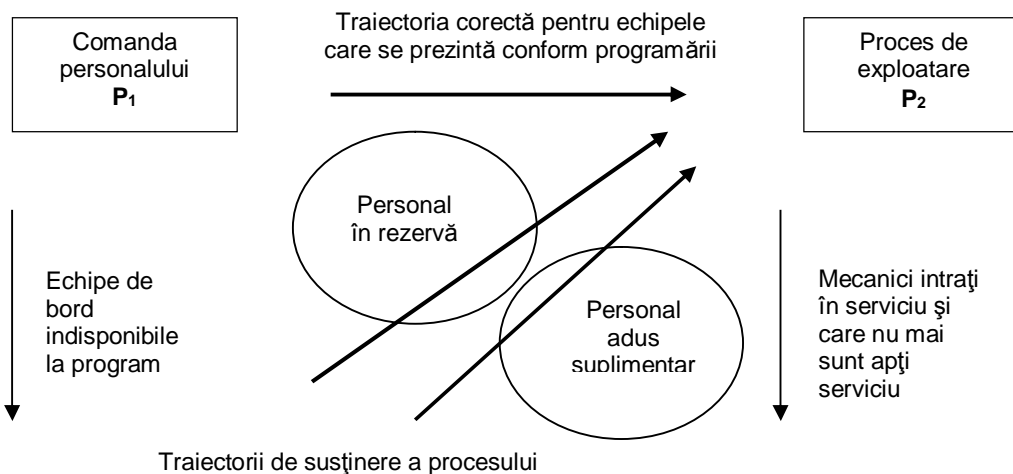 Comanda
personalului
P₁
Traiectoria corectă pentru echipele
care se prezintă conform programării
Proces de
exploatare
P₂
Personal
în rezervă
Personal
adus
suplimentar
Echipe de
bord
indisponibile
la program
Mecanici intraţi
în serviciu şi
care nu mai
sunt apţi
serviciu
Traiectorii de susţinere a procesului